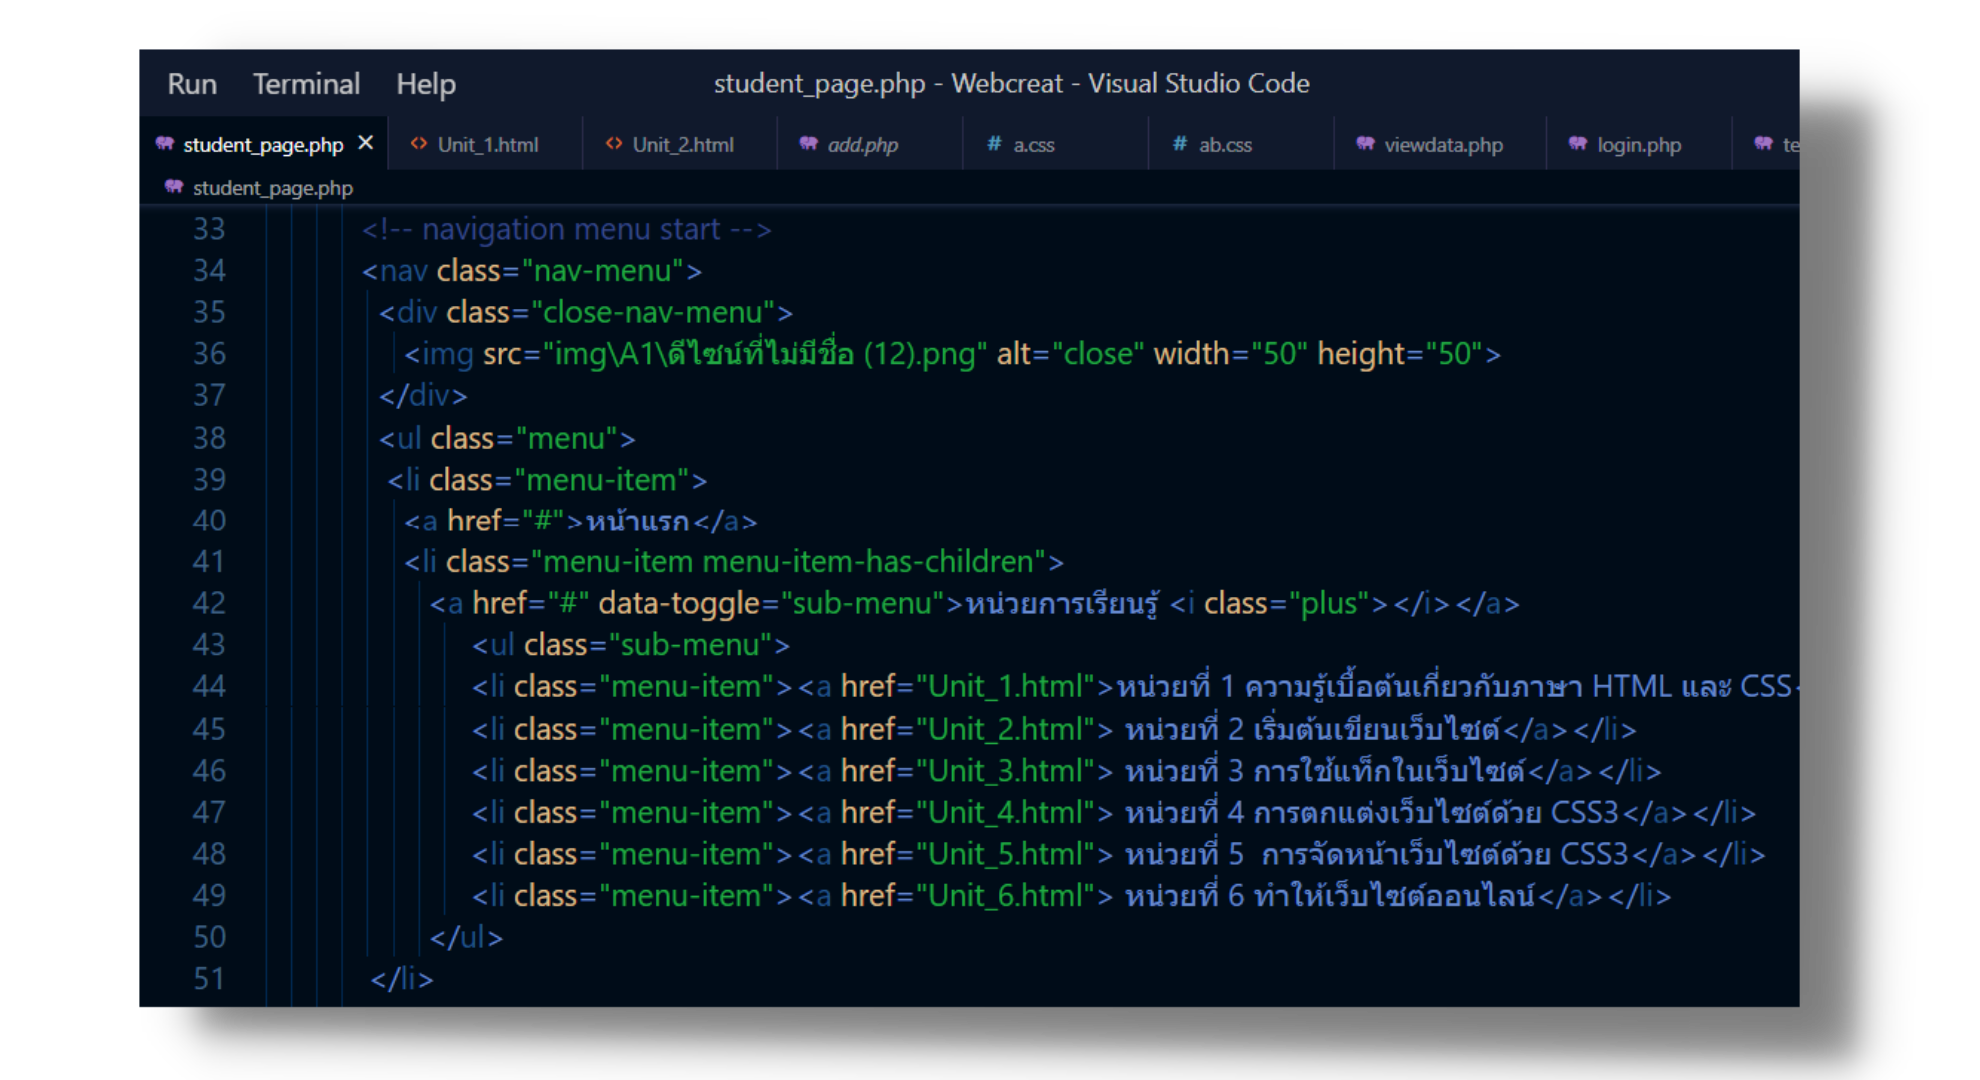 Run Terminal Help student_page.php - Webcreat - Visual Studio Code
student_page.php × Unit_1.html Unit_2.html add.php # a.css # ab.css viewdata.php login.php te
student_page.php
33 <!-- navigation menu start -->
34 <nav class="nav-menu">
35 <div class="close-nav-menu">
36 <img src="img\A1\ดีไซน์ที่ไม่มีชื่อ (12).png" alt="close" width="50" height="50">
37 </div>
38 <ul class="menu">
39 <li class="menu-item">
40 <a href="#">หน้าแรก</a>
41 <li class="menu-item menu-item-has-children">
42 <a href="#" data-toggle="sub-menu">หน่วยการเรียนรู้ <i class="plus"></i></a>
43 <ul class="sub-menu">
44 <li class="menu-item"><a href="Unit_1.html">หน่วยที่ 1 ความรู้เบื้อต้นเกี่ยวกับภาษา HTML และ CSS<
45 <li class="menu-item"><a href="Unit_2.html"> หน่วยที่ 2 เริ่มต้นเขียนเว็บไซต์</a></li>
46 <li class="menu-item"><a href="Unit_3.html"> หน่วยที่ 3 การใช้แท็กในเว็บไซต์</a></li>
47 <li class="menu-item"><a href="Unit_4.html"> หน่วยที่ 4 การตกแต่งเว็บไซต์ด้วย CSS3</a></li>
48 <li class="menu-item"><a href="Unit_5.html"> หน่วยที่ 5  การจัดหน้าเว็บไซต์ด้วย CSS3</a></li>
49 <li class="menu-item"><a href="Unit_6.html"> หน่วยที่ 6 ทำให้เว็บไซต์ออนไลน์</a></li>
50 </ul>
51 </li>